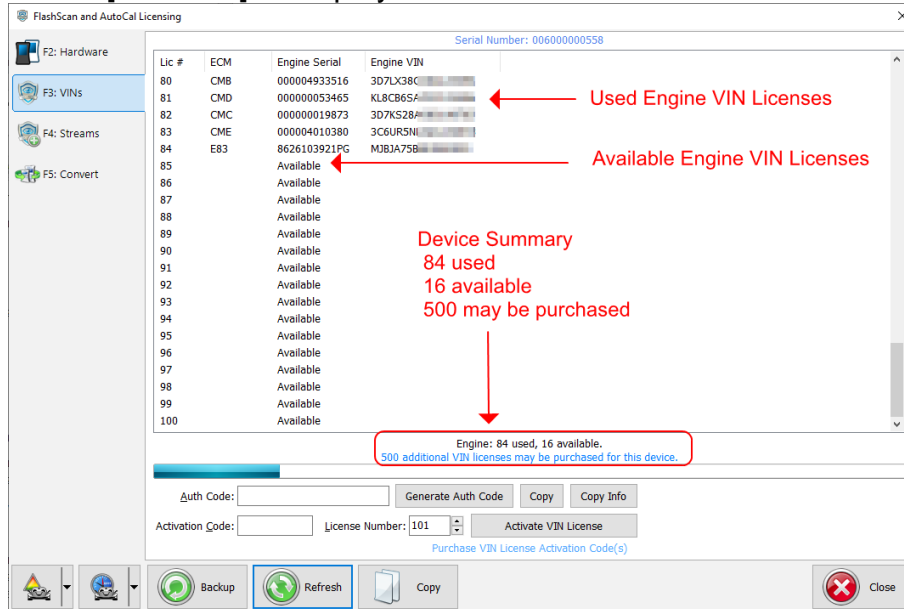 FlashScan and AutoCal Licensing
F2: Hardware
F3: VINs
F4: Streams
F5: Convert
Serial Number: 006000000558
Lic # ECM Engine Serial Engine VIN
80 CMB 000004933516 3D7LX38C
81 CMD 000000053465 KL8CB6SA
82 CMC 000000019873 3D7KS28A
83 CME 000004010380 3C6UR5N
84 E83 8626103921PG MJBJA75B
85 Available
86 Available
87 Available
88 Available
89 Available
90 Available
91 Available
92 Available
93 Available
94 Available
95 Available
96 Available
97 Available
98 Available
99 Available
100 Available
Used Engine VIN Licenses
Available Engine VIN Licenses
Device Summary
84 used
16 available
500 may be purchased
Engine: 84 used, 16 available.
500 additional VIN licenses may be purchased for this device.
Auth Code: Generate Auth Code Copy Copy Info
Activation Code: License Number: 101 Activate VIN License
Purchase VIN License Activation Code(s)
Backup Refresh Copy Close